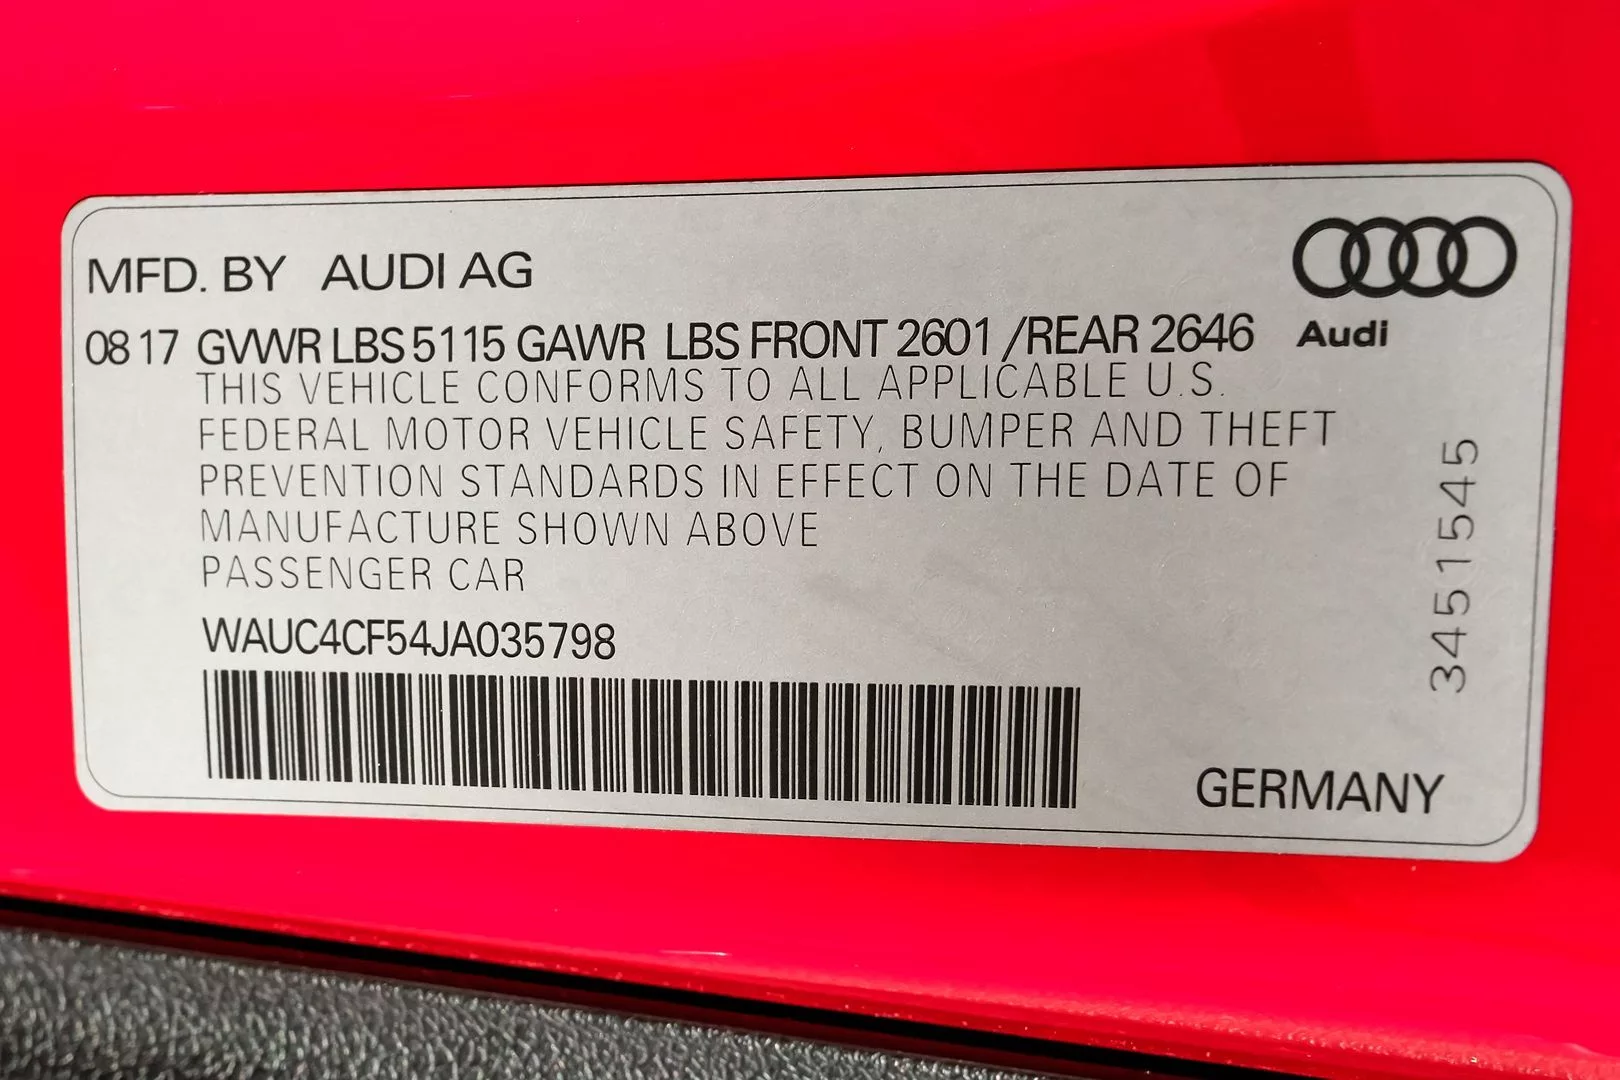 MFD. BY AUDI AG
08 17 GVWR LBS 5115 GAWR LBS FRONT 2601 /REAR 2646
Audi
THIS VEHICLE CONFORMS TO ALL APPLICABLE U.S.
FEDERAL MOTOR VEHICLE SAFETY, BUMPER AND THEFT
PREVENTION STANDARDS IN EFFECT ON THE DATE OF
MANUFACTURE SHOWN ABOVE
PASSENGER CAR
WAUC4CF54JA035798
3451545
GERMANY